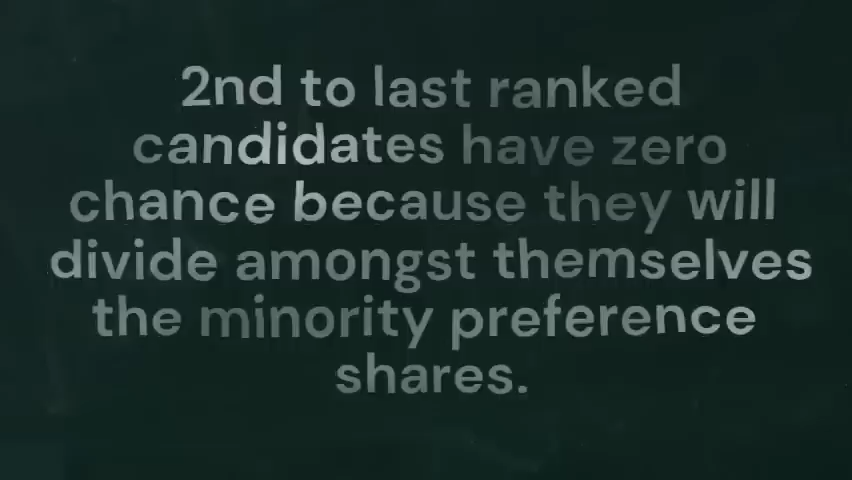 2nd to last ranked
candidates have zero
chance because they will
divide amongst themselves
the minority preference
shares.